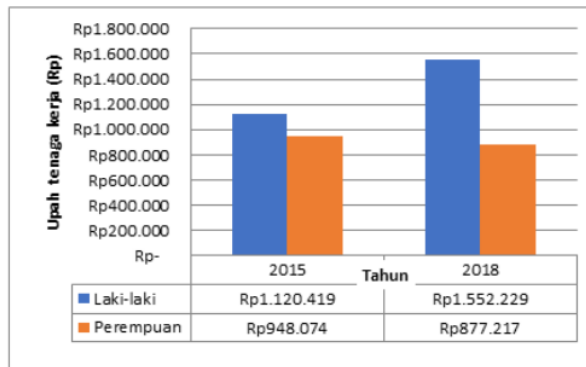 Upah tenaga kerja (Rp)
Rp1.800.000
Rp1.600.000
Rp1.400.000
Rp1.200.000
Rp1.000.000
Rp800.000
Rp600.000
Rp400.000
Rp200.000
Rp-
2015 2018
Tahun
Laki-laki Rp1.120.419 Rp1.552.229
Perempuan Rp948.074 Rp877.217